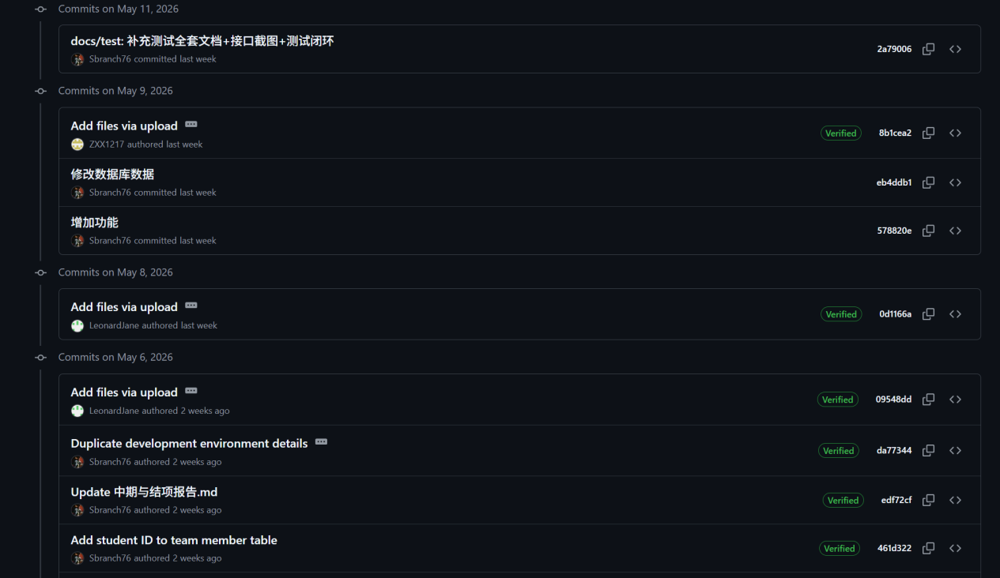 Commits on May 11, 2026
docs/test: 补充测试全套文档+接口截图+测试闭环
2a79006
Sbranch76 committed last week
Commits on May 9, 2026
Add files via upload
Verified
8b1cea2
ZXX1217 authored last week
修改数据库数据
eb4ddb1
Sbranch76 committed last week
增加功能
578820e
Sbranch76 committed last week
Commits on May 8, 2026
Add files via upload
Verified
0d1166a
LeonardJane authored last week
Commits on May 6, 2026
Add files via upload
Verified
09548dd
LeonardJane authored 2 weeks ago
Duplicate development environment details
Verified
da77344
Sbranch76 authored 2 weeks ago
Update 中期与结项报告.md
Verified
edf72cf
Sbranch76 authored 2 weeks ago
Add student ID to team member table
Verified
461d322
Sbranch76 authored 2 weeks ago